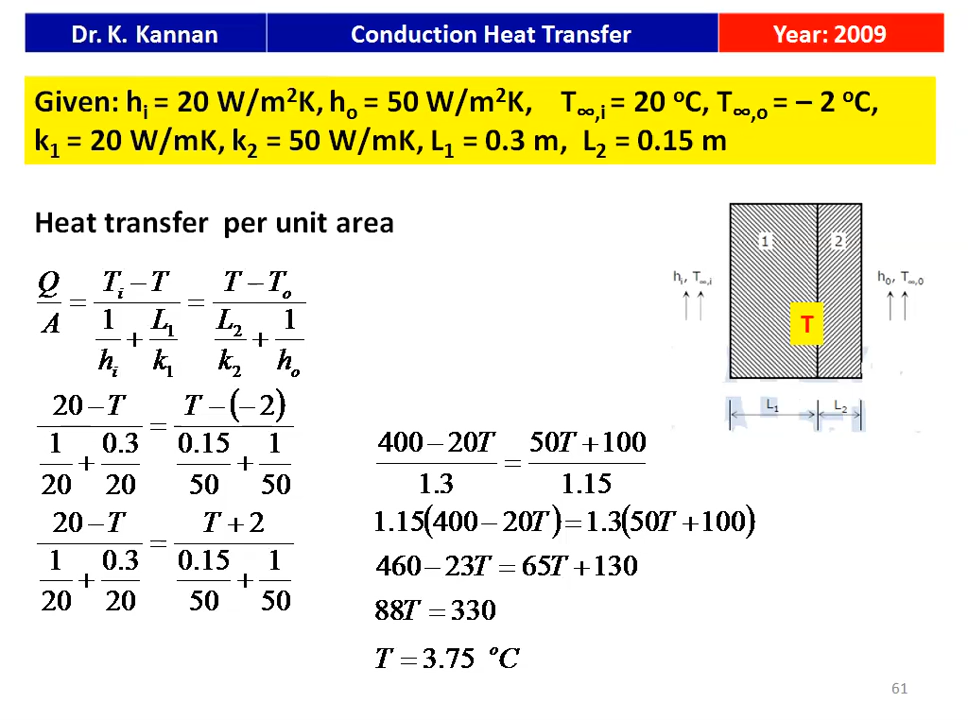 Dr. K. Kannan
Conduction Heat Transfer
Year: 2009
Given: hᵢ = 20 W/m²K, hₒ = 50 W/m²K, T∞,i = 20 ºC, T∞,o = – 2 ºC,
k₁ = 20 W/mK, k₂ = 50 W/mK, L₁ = 0.3 m, L₂ = 0.15 m
Heat transfer per unit area
Q/A = (Tᵢ – T)/(1/hᵢ + L₁/k₁) = (T – Tₒ)/(L₂/k₂ + 1/hₒ)
(20 – T)/(1/20 + 0.3/20) = (T – (– 2))/(0.15/50 + 1/50)
(20 – T)/(1/20 + 0.3/20) = (T + 2)/(0.15/50 + 1/50)
(400 – 20T)/1.3 = (50T + 100)/1.15
1.15(400 – 20T) = 1.3(50T + 100)
460 – 23T = 65T + 130
88T = 330
T = 3.75 ºC
1
2
hᵢ, T∞,i
h₀, T∞,0
T
L₁
L₂
61